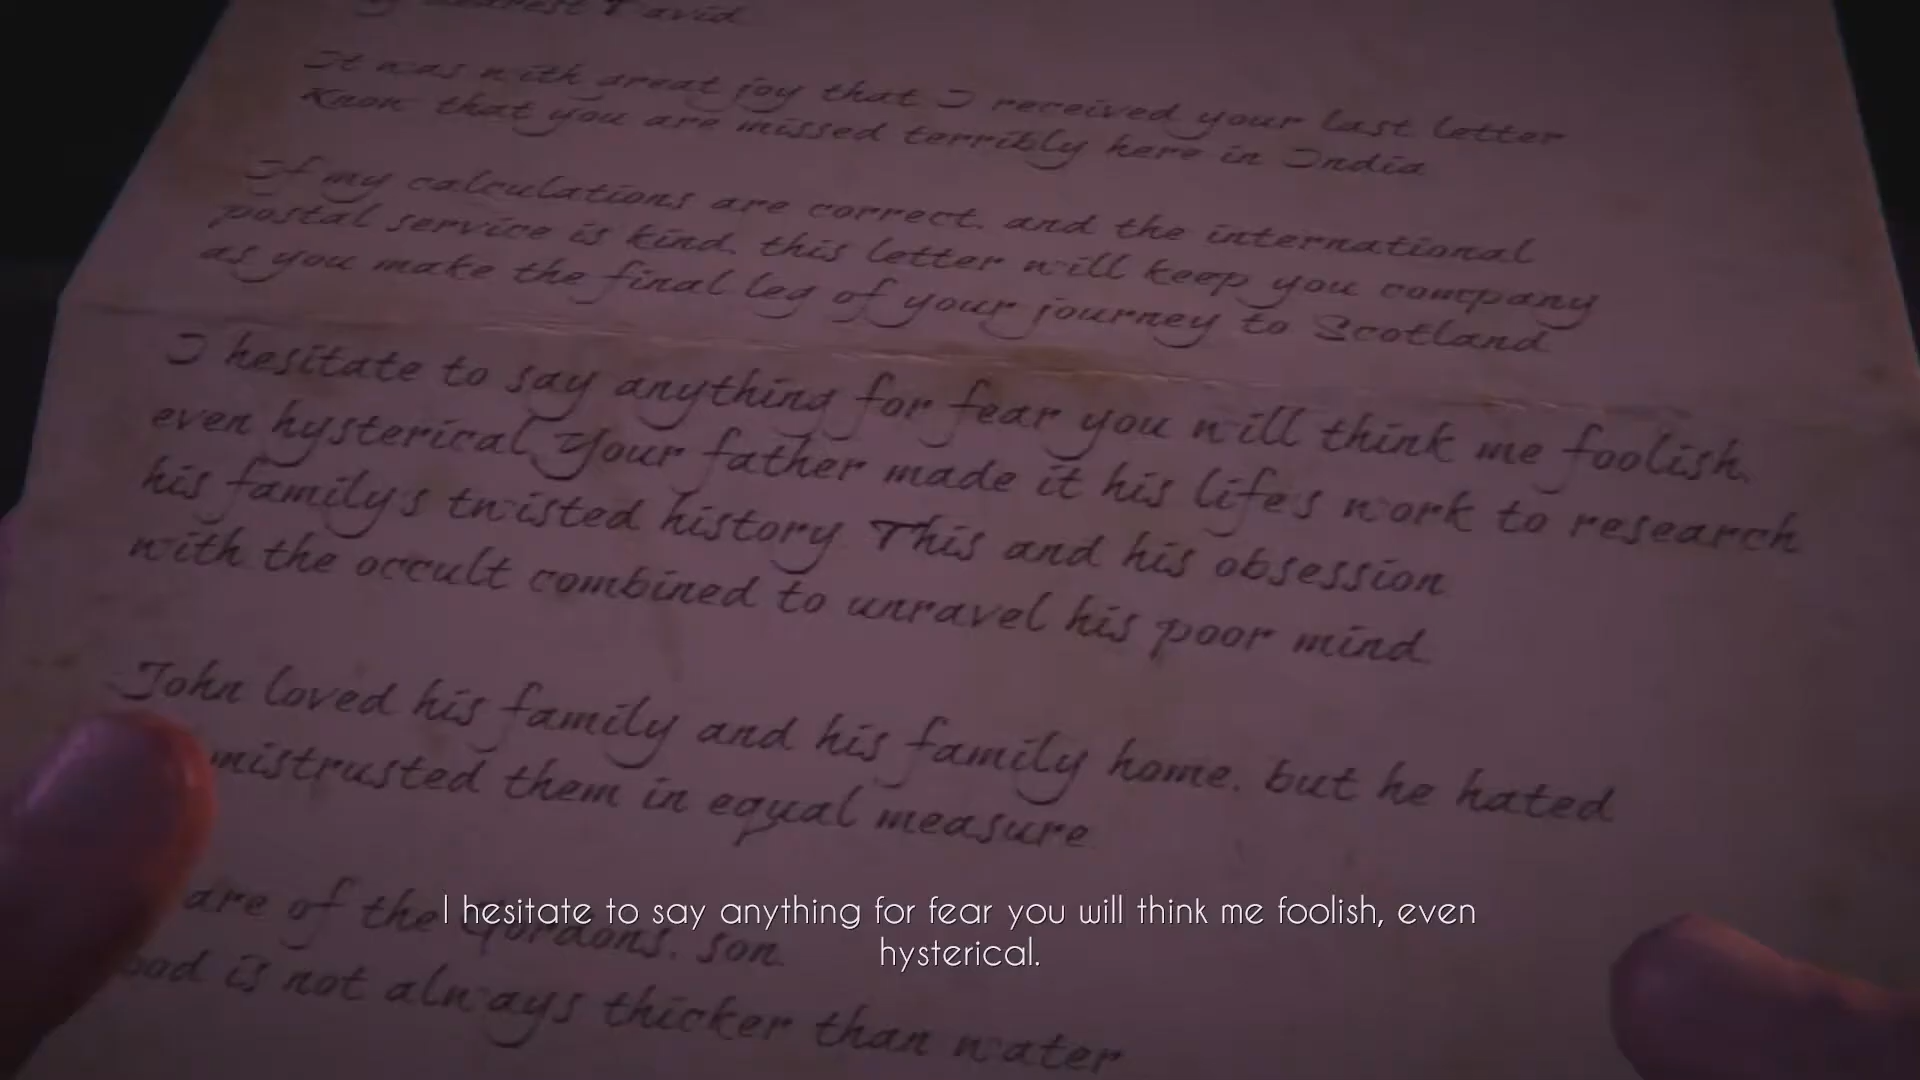 It was with great joy that I received your last letter
Know that you are missed terribly here in India
If my calculations are correct. and the international
postal service is kind. this letter will keep you company
as you make the final leg of your journey to Scotland
I hesitate to say anything for fear you will think me foolish.
even hysterical Your father made it his life's work to research
his family's twisted history This and his obsession
with the occult combined to unravel his poor mind.
John loved his family and his family home. but he hated
mistrusted them in equal measure
of the Gordons. son.
is not always thicker than water
I hesitate to say anything for fear you will think me foolish, even
hysterical.